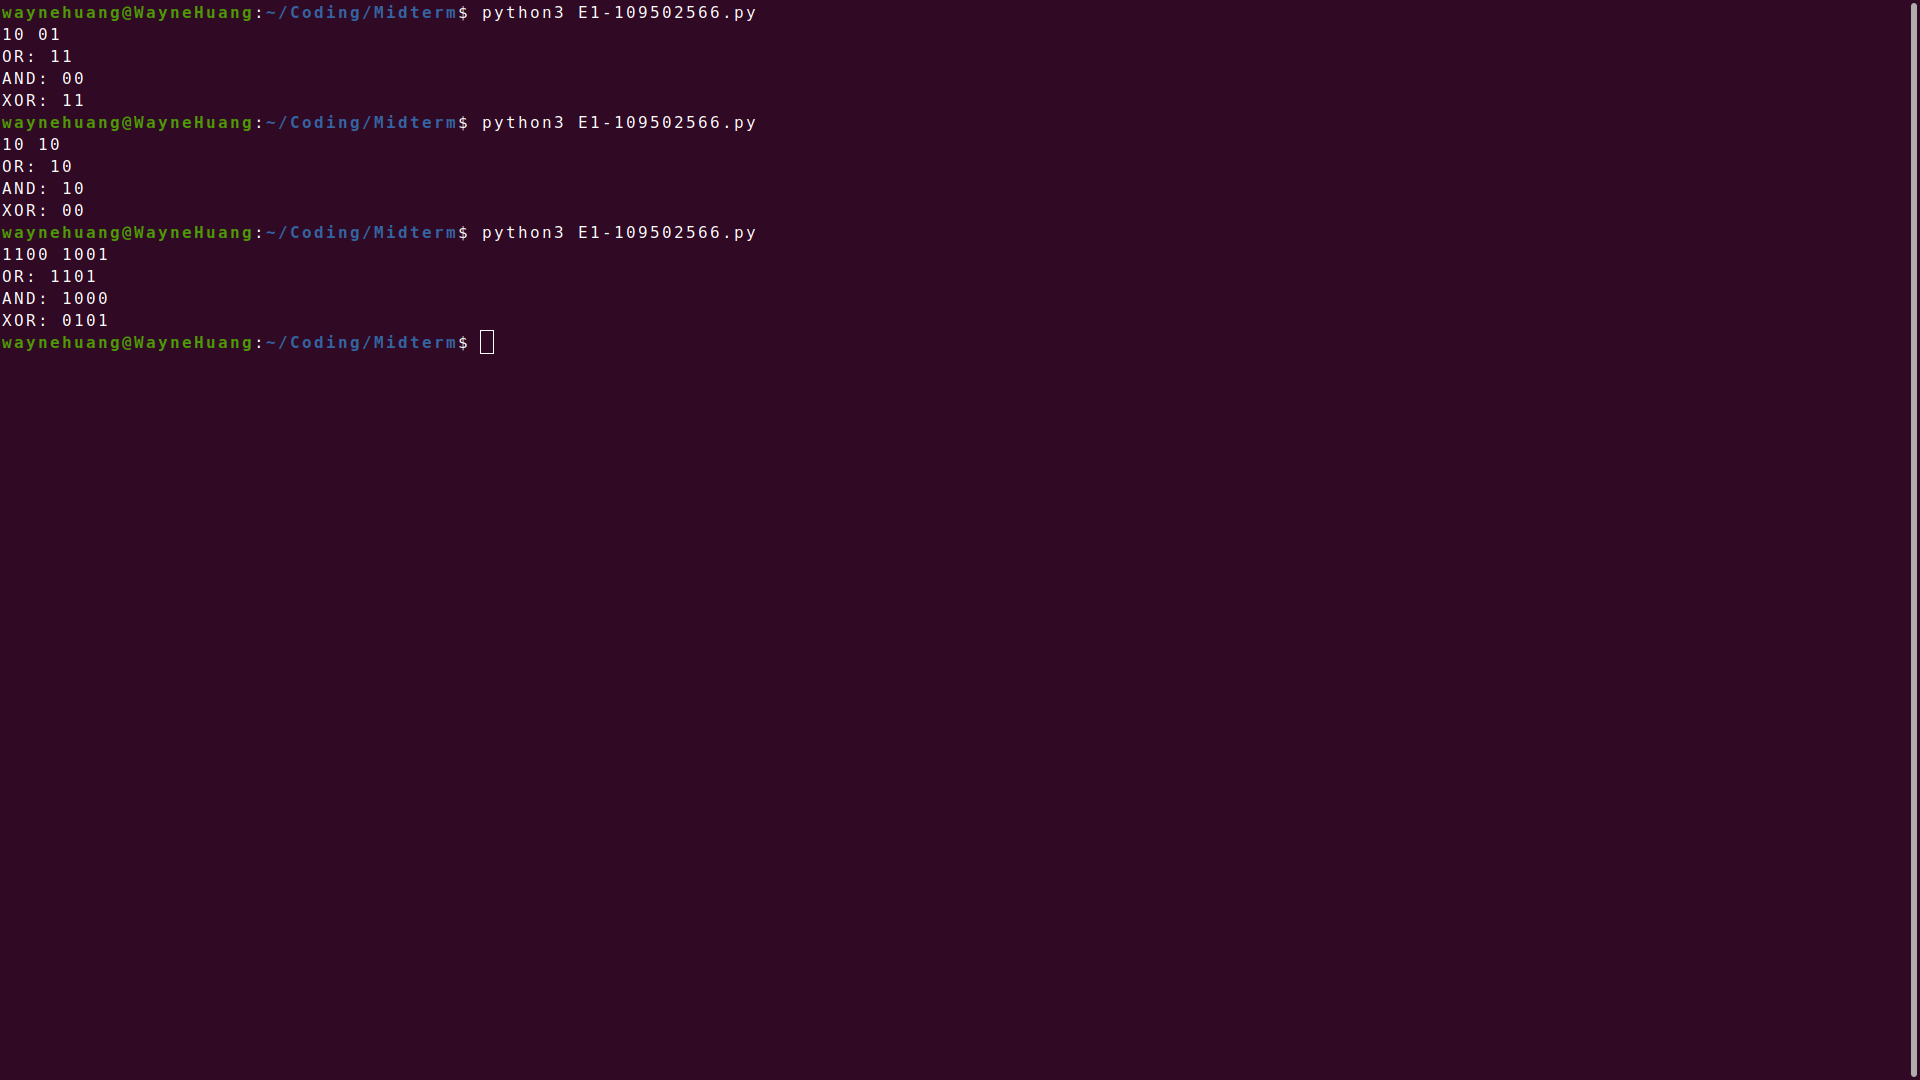 waynehuang@WayneHuang:~/Coding/Midterm$ python3 E1-109502566.py
10 01
OR: 11
AND: 00
XOR: 11
waynehuang@WayneHuang:~/Coding/Midterm$ python3 E1-109502566.py
10 10
OR: 10
AND: 10
XOR: 00
waynehuang@WayneHuang:~/Coding/Midterm$ python3 E1-109502566.py
1100 1001
OR: 1101
AND: 1000
XOR: 0101
waynehuang@WayneHuang:~/Coding/Midterm$